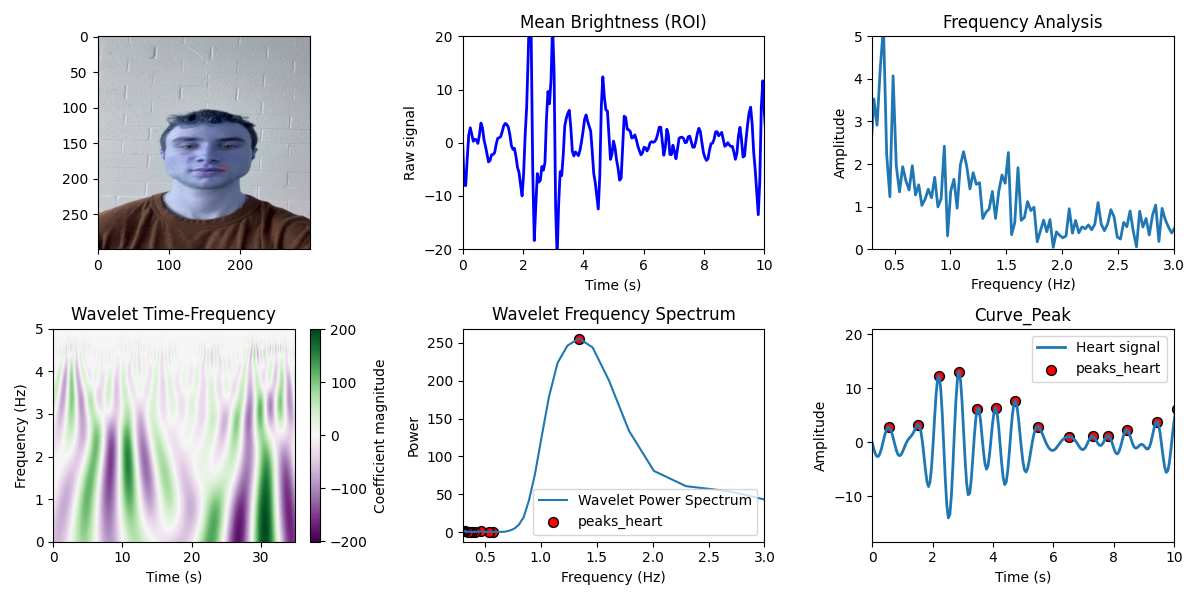 0
50
100
150
200
250
0 100 200
Mean Brightness (ROI)
Raw signal
20
10
0
−10
−20
0 2 4 6 8 10
Time (s)
Frequency Analysis
Amplitude
5
4
3
2
1
0
0.5 1.0 1.5 2.0 2.5 3.0
Frequency (Hz)
Wavelet Time-Frequency
Frequency (Hz)
5
4
3
2
1
0
0 10 20 30
Time (s)
200
100
0
−100
−200
Coefficient magnitude
Wavelet Frequency Spectrum
Power
250
200
150
100
50
0
Wavelet Power Spectrum
peaks_heart
0.5 1.0 1.5 2.0 2.5 3.0
Frequency (Hz)
Curve_Peak
Amplitude
20
10
0
−10
Heart signal
peaks_heart
0 2 4 6 8 10
Time (s)